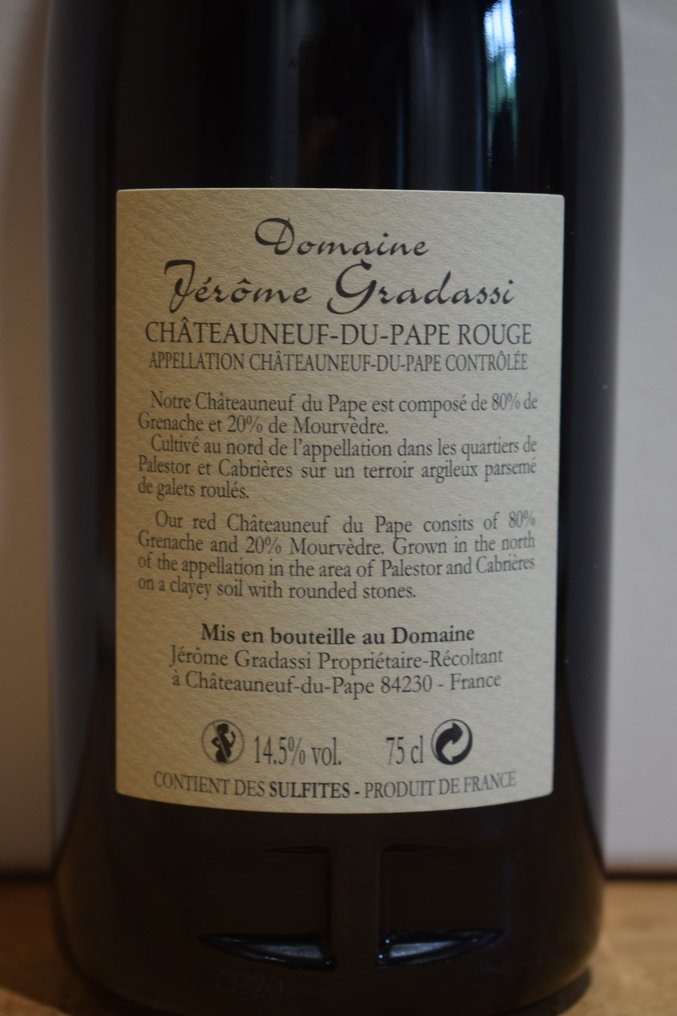 Domaine
Jérôme Gradassi
CHÂTEAUNEUF-DU-PAPE ROUGE
APPELLATION CHÂTEAUNEUF-DU-PAPE CONTRÔLÉE
Notre Châteauneuf du Pape est composé de 80% de
Grenache et 20% de Mourvèdre.
Cultivé au nord de l'appellation dans les quartiers de
Palestor et Cabrières sur un terroir argileux parsemé
de galets roulés.
Our red Châteauneuf du Pape consits of 80%
Grenache and 20% Mourvèdre. Grown in the north
of the appellation in the area of Palestor and Cabrières
on a clayey soil with rounded stones.
Mis en bouteille au Domaine
Jérôme Gradassi Propriétaire-Récoltant
à Châteauneuf-du-Pape 84230 - France
14.5% vol. 75 cl
CONTIENT DES SULFITES - PRODUIT DE FRANCE